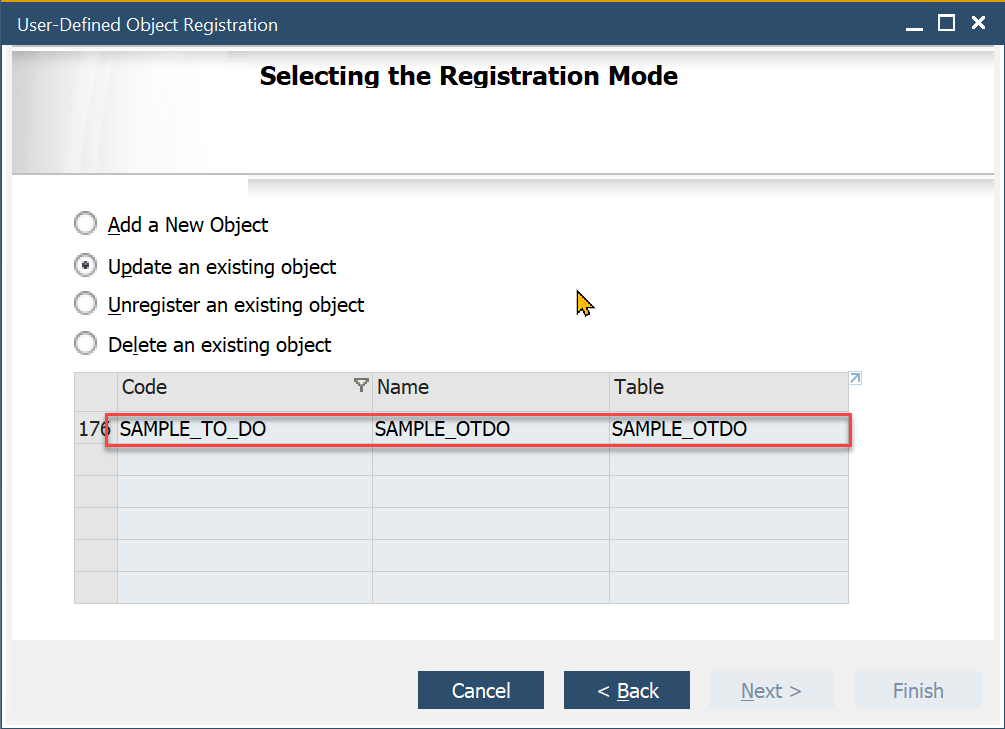 User-Defined Object Registration
Selecting the Registration Mode
Add a New Object
Update an existing object
Unregister an existing object
Delete an existing object
Code Name Table
176 SAMPLE_TO_DO SAMPLE_OTDO SAMPLE_OTDO
Cancel < Back Next > Finish